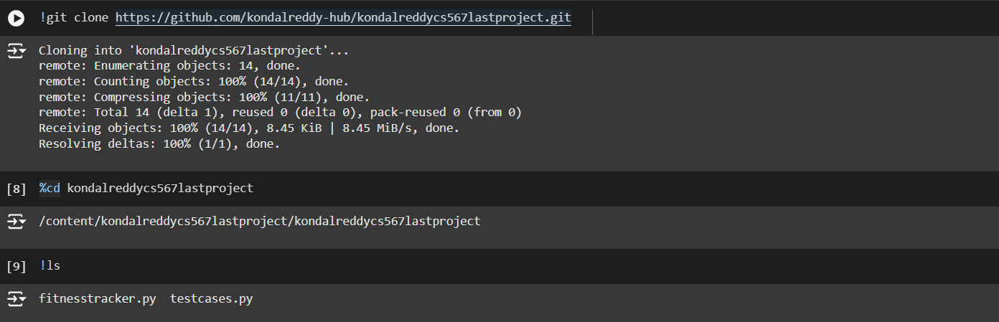 !git clone https://github.com/kondalreddy-hub/kondalreddycs567lastproject.git
Cloning into 'kondalreddycs567lastproject'...
remote: Enumerating objects: 14, done.
remote: Counting objects: 100% (14/14), done.
remote: Compressing objects: 100% (11/11), done.
remote: Total 14 (delta 1), reused 0 (delta 0), pack-reused 0 (from 0)
Receiving objects: 100% (14/14), 8.45 KiB | 8.45 MiB/s, done.
Resolving deltas: 100% (1/1), done.
[8] %cd kondalreddycs567lastproject
/content/kondalreddycs567lastproject/kondalreddycs567lastproject
[9] !ls
fitnesstracker.py  testcases.py